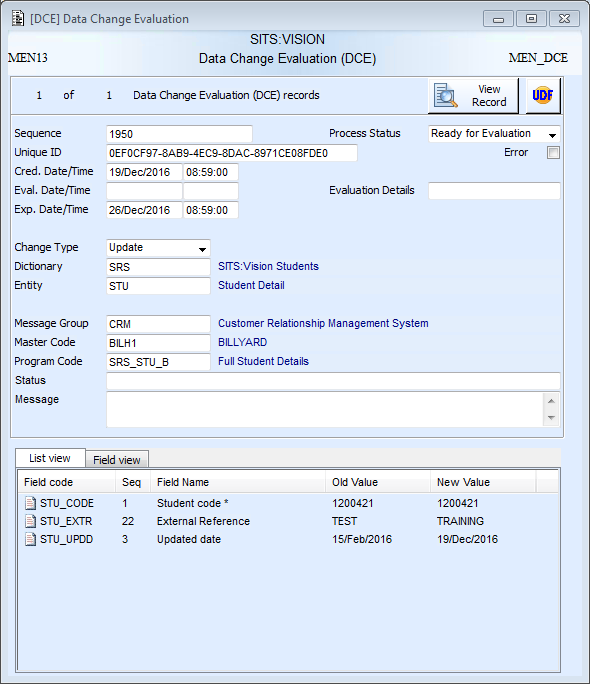 [DCE] Data Change Evaluation
SITS:VISION
MEN13 Data Change Evaluation (DCE) MEN_DCE
1 of 1 Data Change Evaluation (DCE) records View Record UDF
Sequence 1950 Process Status Ready for Evaluation
Unique ID 0EF0CF97-8AB9-4EC9-8DAC-8971CE08FDE0 Error
Cred. Date/Time 19/Dec/2016 08:59:00
Eval. Date/Time Evaluation Details
Exp. Date/Time 26/Dec/2016 08:59:00
Change Type Update
Dictionary SRS SITS:Vision Students
Entity STU Student Detail
Message Group CRM Customer Relationship Management System
Master Code BILH1 BILLYARD
Program Code SRS_STU_B Full Student Details
Status
Message
List view Field view
Field code Seq Field Name Old Value New Value
STU_CODE 1 Student code * 1200421 1200421
STU_EXTR 22 External Reference TEST TRAINING
STU_UPDD 3 Updated date 15/Feb/2016 19/Dec/2016